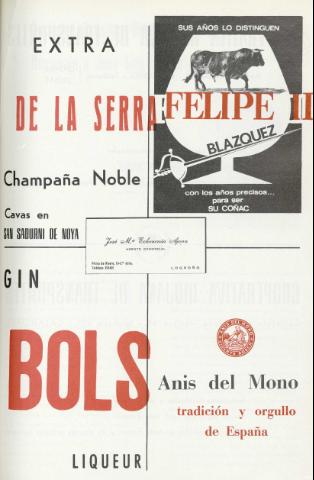 EXTRA
DE LA SERRA
Champaña Noble
Cavas en
SAN SADURNI DE NOYA
SUS AÑOS LO DISTINGUEN
FELIPE II
BLAZQUEZ
con los años precisos...
para ser
SU COÑAC
José M.ª Echevarría
AGENTE COMERCIAL
LOGROÑO
GIN
BOLS
LIQUEUR
Anis del Mono
tradición y orgullo
de España